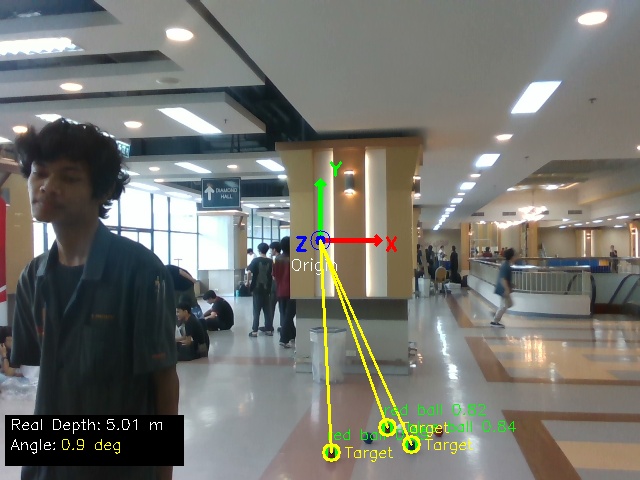 DIAMOND
HALL
Y
Z
X
Origin
red ball 0.82
Target
ball 0.84
ed ball
Target
Target
Real Depth: 5.01 m
Angle: 0.9 deg